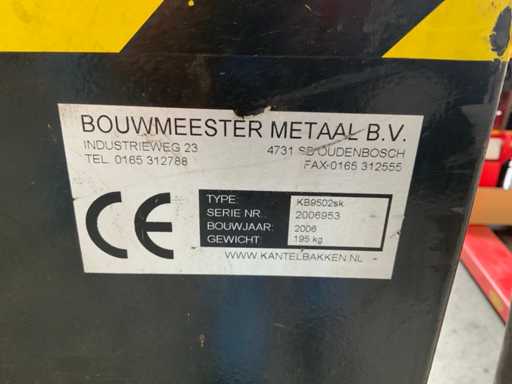 BOUWMEESTER METAAL B.V.
INDUSTRIEWEG 23 4731 SB OUDENBOSCH
TEL 0165 312788 FAX-0165 312555
CE
TYPE: KB9502sk
SERIE NR. 2006953
BOUWJAAR: 2006
GEWICHT: 195 kg
WWW.KANTELBAKKEN.NL